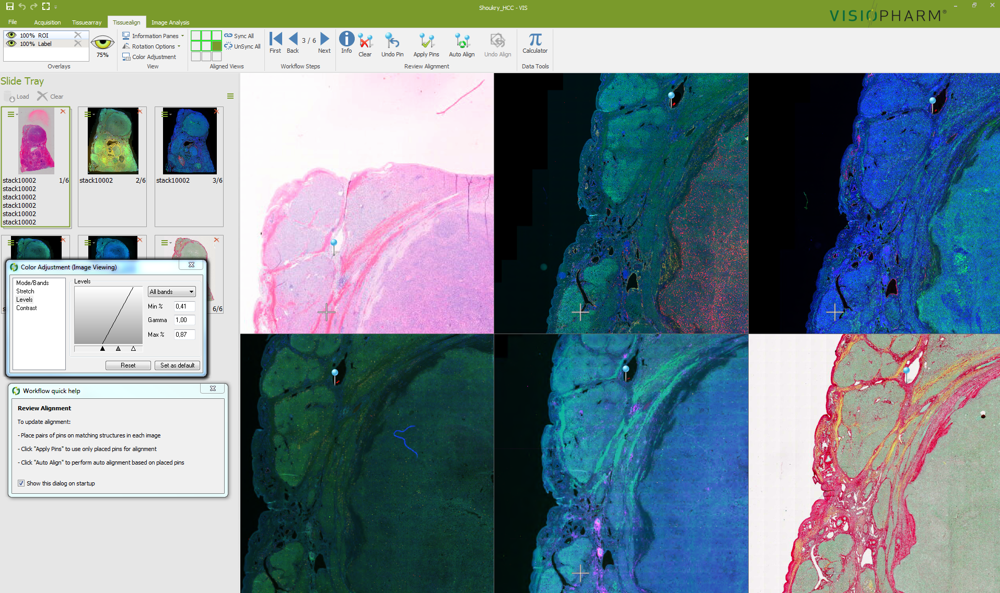 Shoukry_HCC - VIS
VISIOPHARM®
File Acquisition Tissuearray Tissuealign Image Analysis
100% ROI
100% Label
75%
Overlays
Information Panes
Rotation Options
Color Adjustment
View
Sync All
UnSync All
Aligned Views
First Back 3 / 6 Next
Workflow Steps
Info Clear Undo Pin Apply Pins Auto Align Undo Align
Review Alignment
π
Calculator
Data Tools
Slide Tray
Load Clear
stack10002 1/6
stack10002
stack10002
stack10002
stack10002
stack10002
stack10002 2/6
stack10002 3/6
6/6
Color Adjustment (Image Viewing)
Mode/Bands
Stretch
Levels
Contrast
Levels
All bands
Min % 0,41
Gamma 1,00
Max % 0,87
Reset Set as default
Workflow quick help
Review Alignment
To update alignment:
- Place pairs of pins on matching structures in each image
- Click "Apply Pins" to use only placed pins for alignment
- Click "Auto Align" to perform auto alignment based on placed pins
Show this dialog on startup